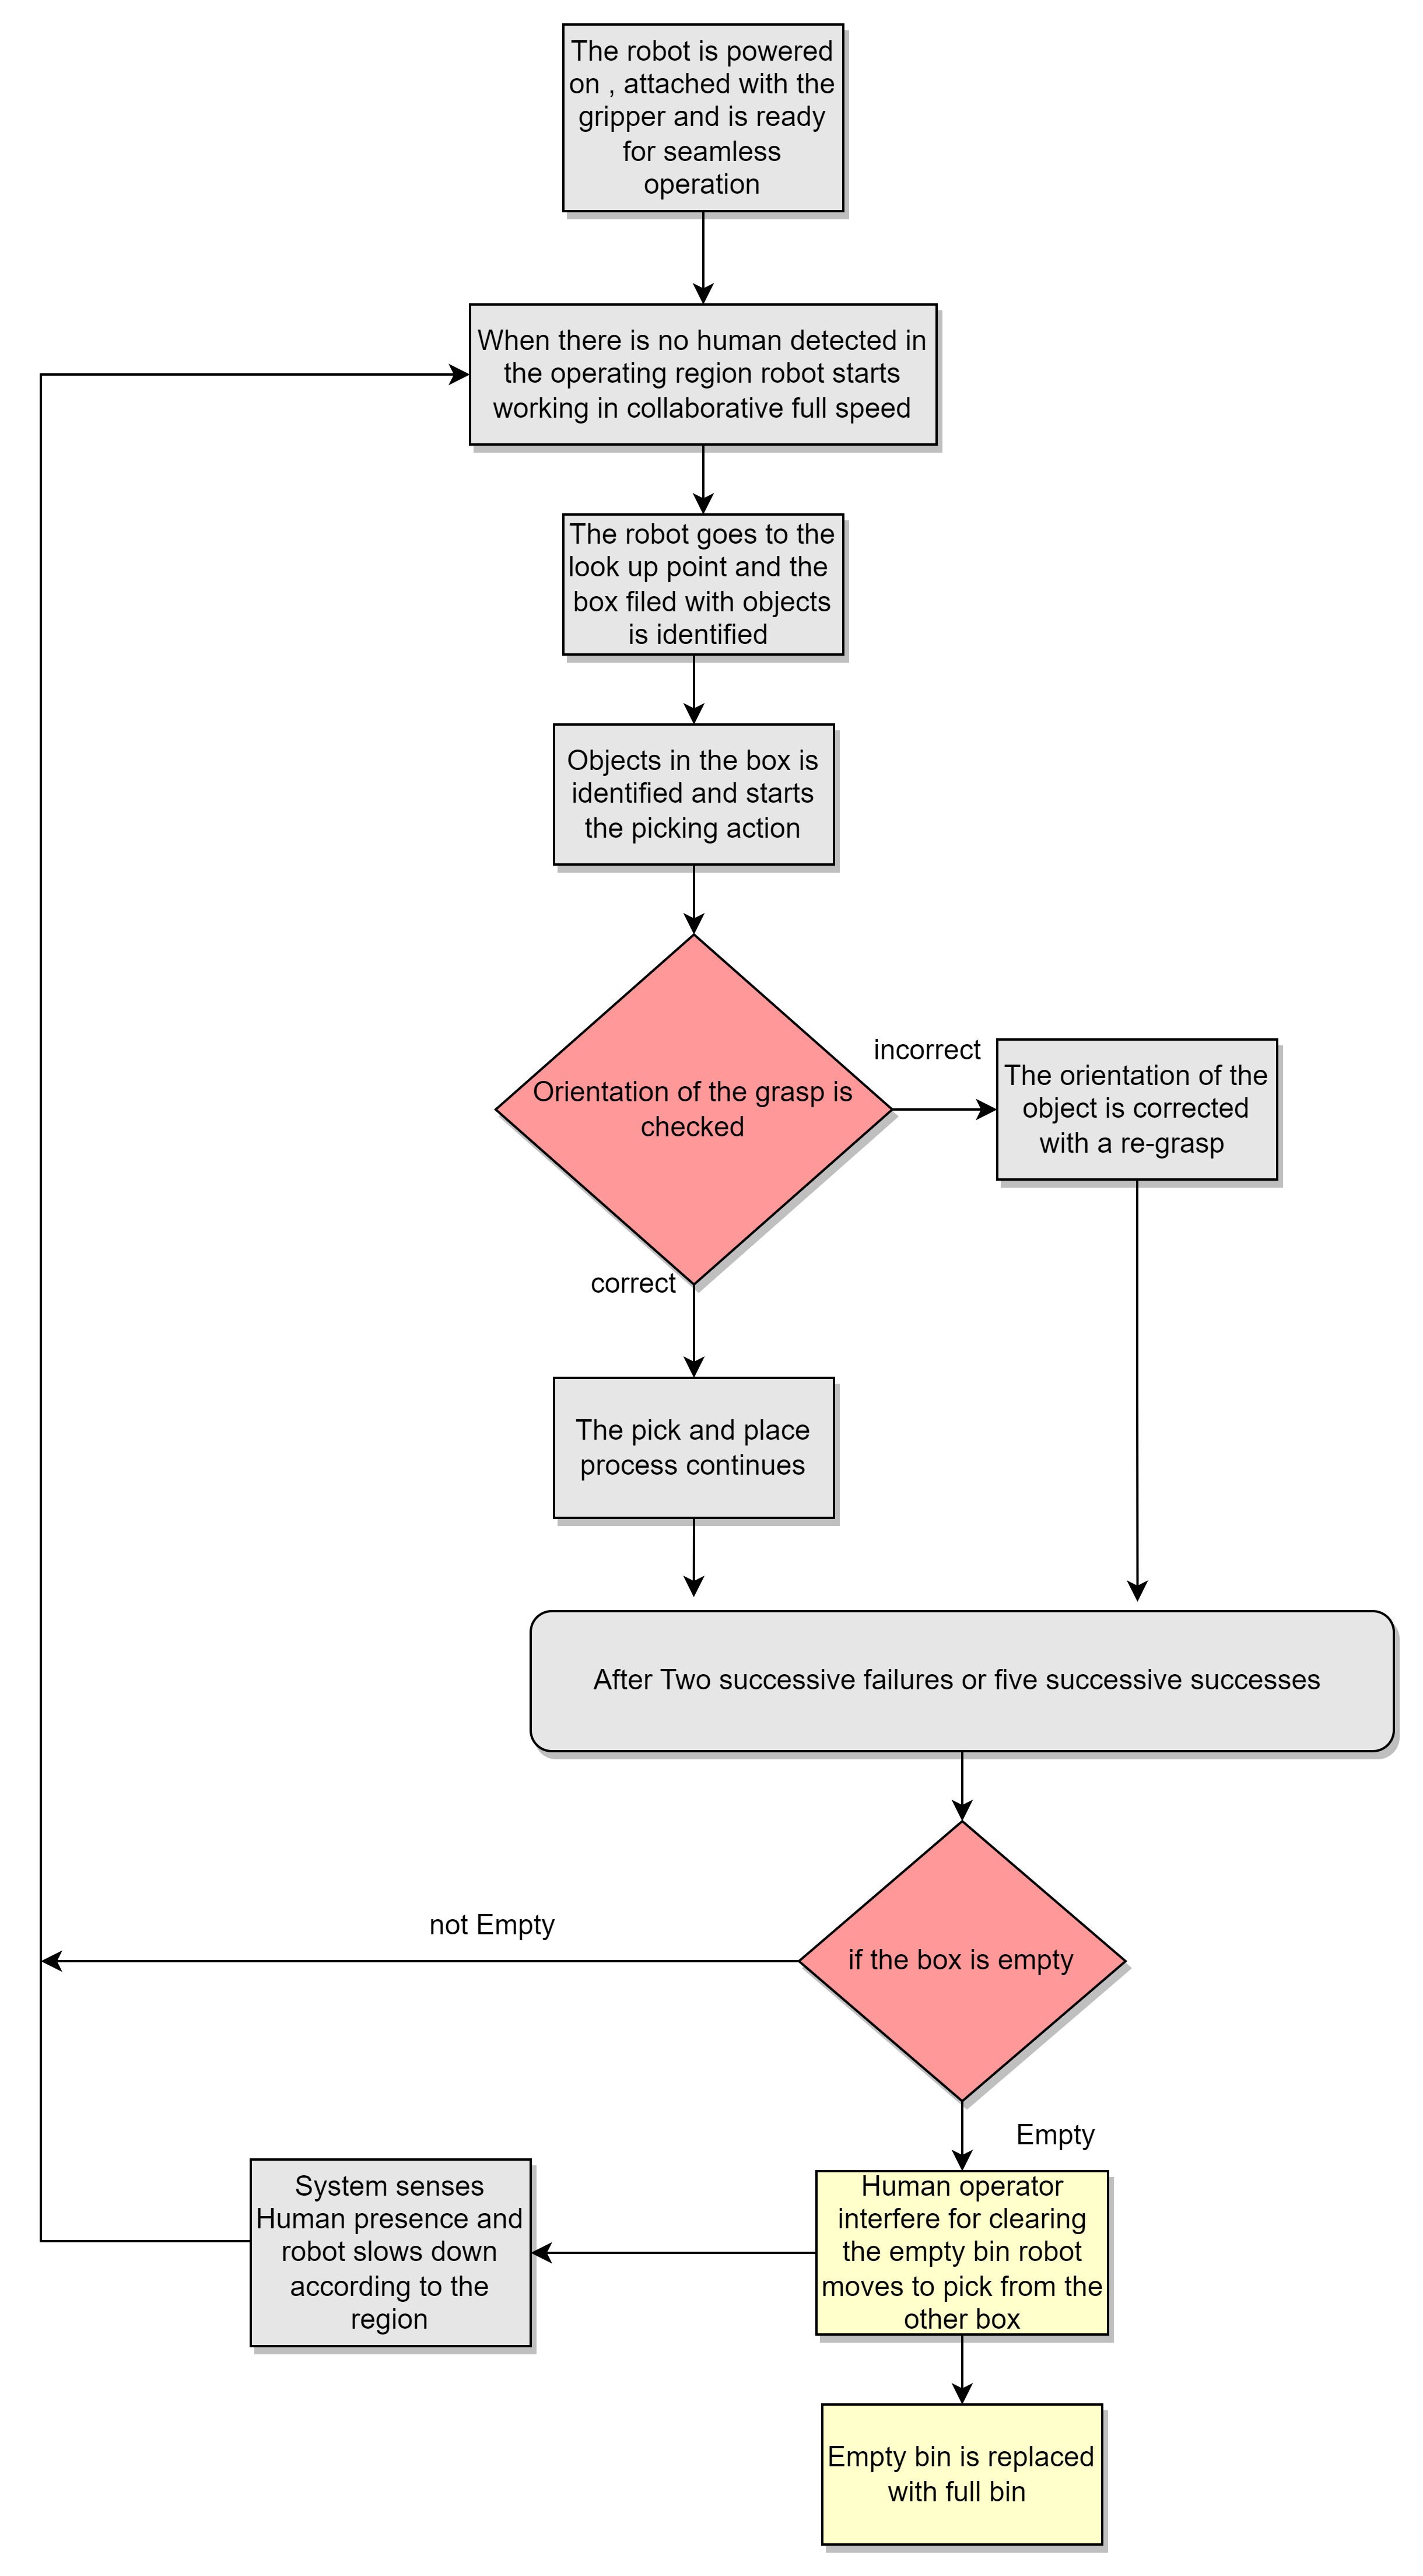 The robot is powered
on , attached with the
gripper and is ready
for seamless
operation
When there is no human detected in
the operating region robot starts
working in collaborative full speed
The robot goes to the
look up point and the
box filed with objects
is identified
Objects in the box is
identified and starts
the picking action
Orientation of the grasp is
checked
incorrect
The orientation of the
object is corrected
with a re-grasp
correct
The pick and place
process continues
After Two successive failures or five successive successes
if the box is empty
not Empty
Empty
Human operator
interfere for clearing
the empty bin robot
moves to pick from the
other box
System senses
Human presence and
robot slows down
according to the
region
Empty bin is replaced
with full bin